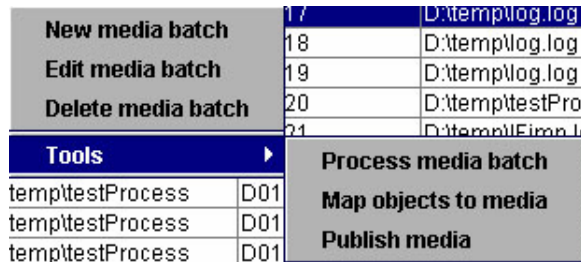 New media batch
Edit media batch
Delete media batch
Tools
17 D:\temp\log.log
18 D:\temp\log.log
19 D:\temp\log.log
20 D:\temp\testPro
21
Process media batch
Map objects to media
Publish media
temp\testProcess D01
temp\testProcess D01
temp\testProcess D01